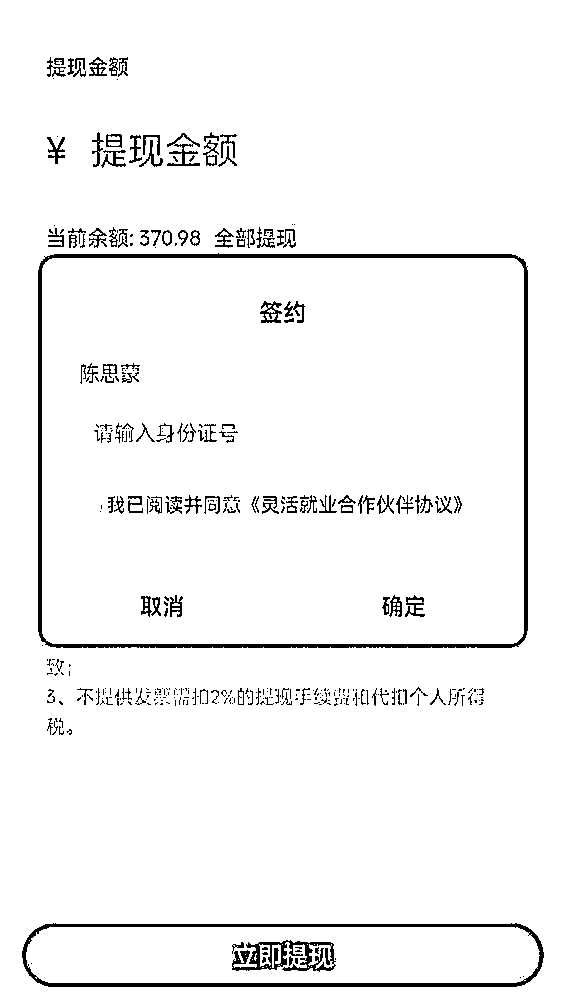 提现金额
¥ 提现金额
当前余额: 370.98 全部提现
签约
陈思蒙
请输入身份证号
我已阅读并同意《灵活就业合作伙伴协议》
取消 确定
致;
3、不提供发票需扣2%的提现手续费和代扣个人所得
税。
立即提现